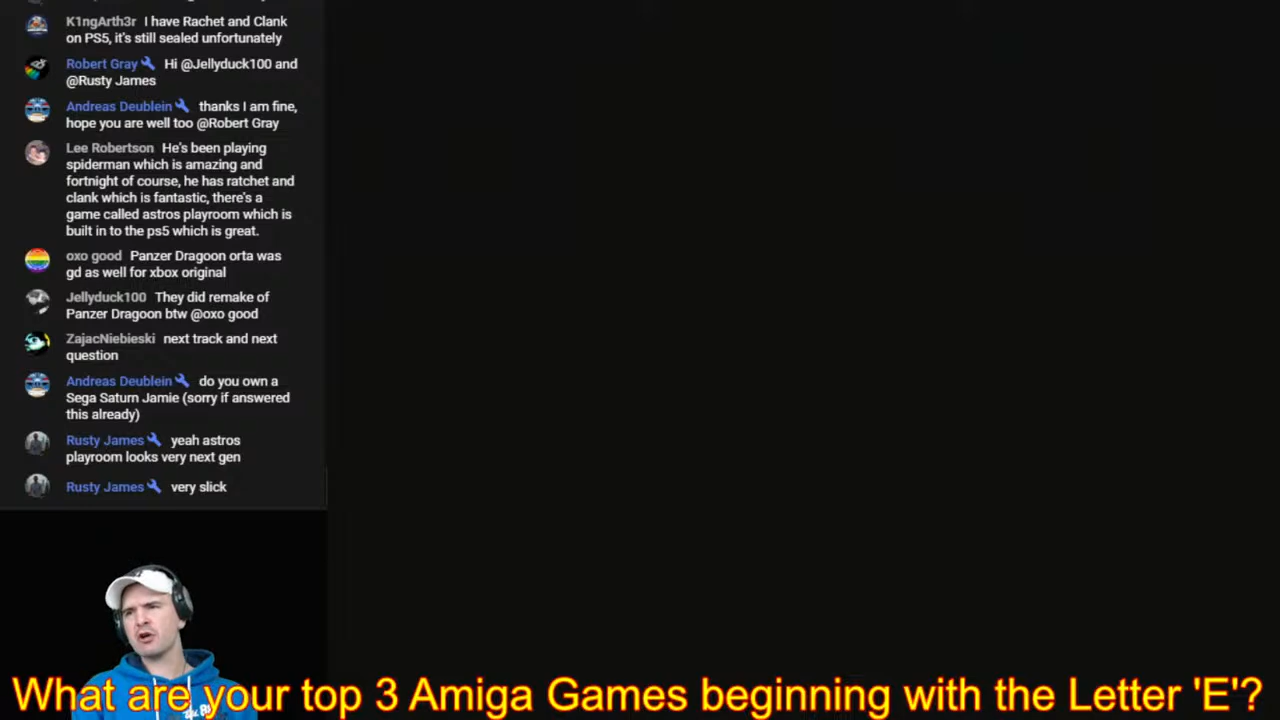 K1ngArth3r I have Rachet and Clank
on PS5, it's still sealed unfortunately
Robert Gray Hi @Jellyduck100 and
@Rusty James
Andreas Deublein thanks I am fine,
hope you are well too @Robert Gray
Lee Robertson He's been playing
spiderman which is amazing and
fortnight of course, he has ratchet and
clank which is fantastic, there's a
game called astros playroom which is
built in to the ps5 which is great.
oxo good Panzer Dragoon orta was
gd as well for xbox original
Jellyduck100 They did remake of
Panzer Dragoon btw @oxo good
ZajacNiebieski next track and next
question
Andreas Deublein do you own a
Sega Saturn Jamie (sorry if answered
this already)
Rusty James yeah astros
playroom looks very next gen
Rusty James very slick
What are your top 3 Amiga Games beginning with the Letter 'E'?